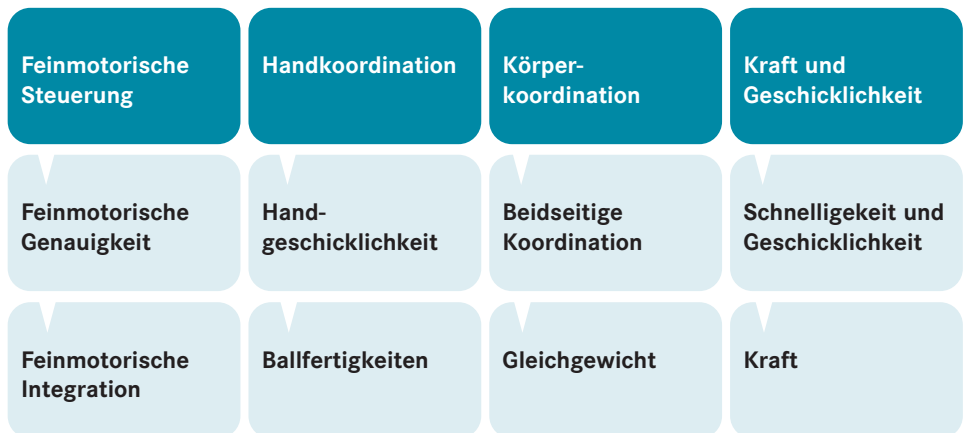 Feinmotorische
Steuerung
Handkoordination
Körper-
koordination
Kraft und
Geschicklichkeit
Feinmotorische
Genauigkeit
Hand-
geschicklichkeit
Beidseitige
Koordination
Schnelligekeit und
Geschicklichkeit
Feinmotorische
Integration
Ballfertigkeiten
Gleichgewicht
Kraft